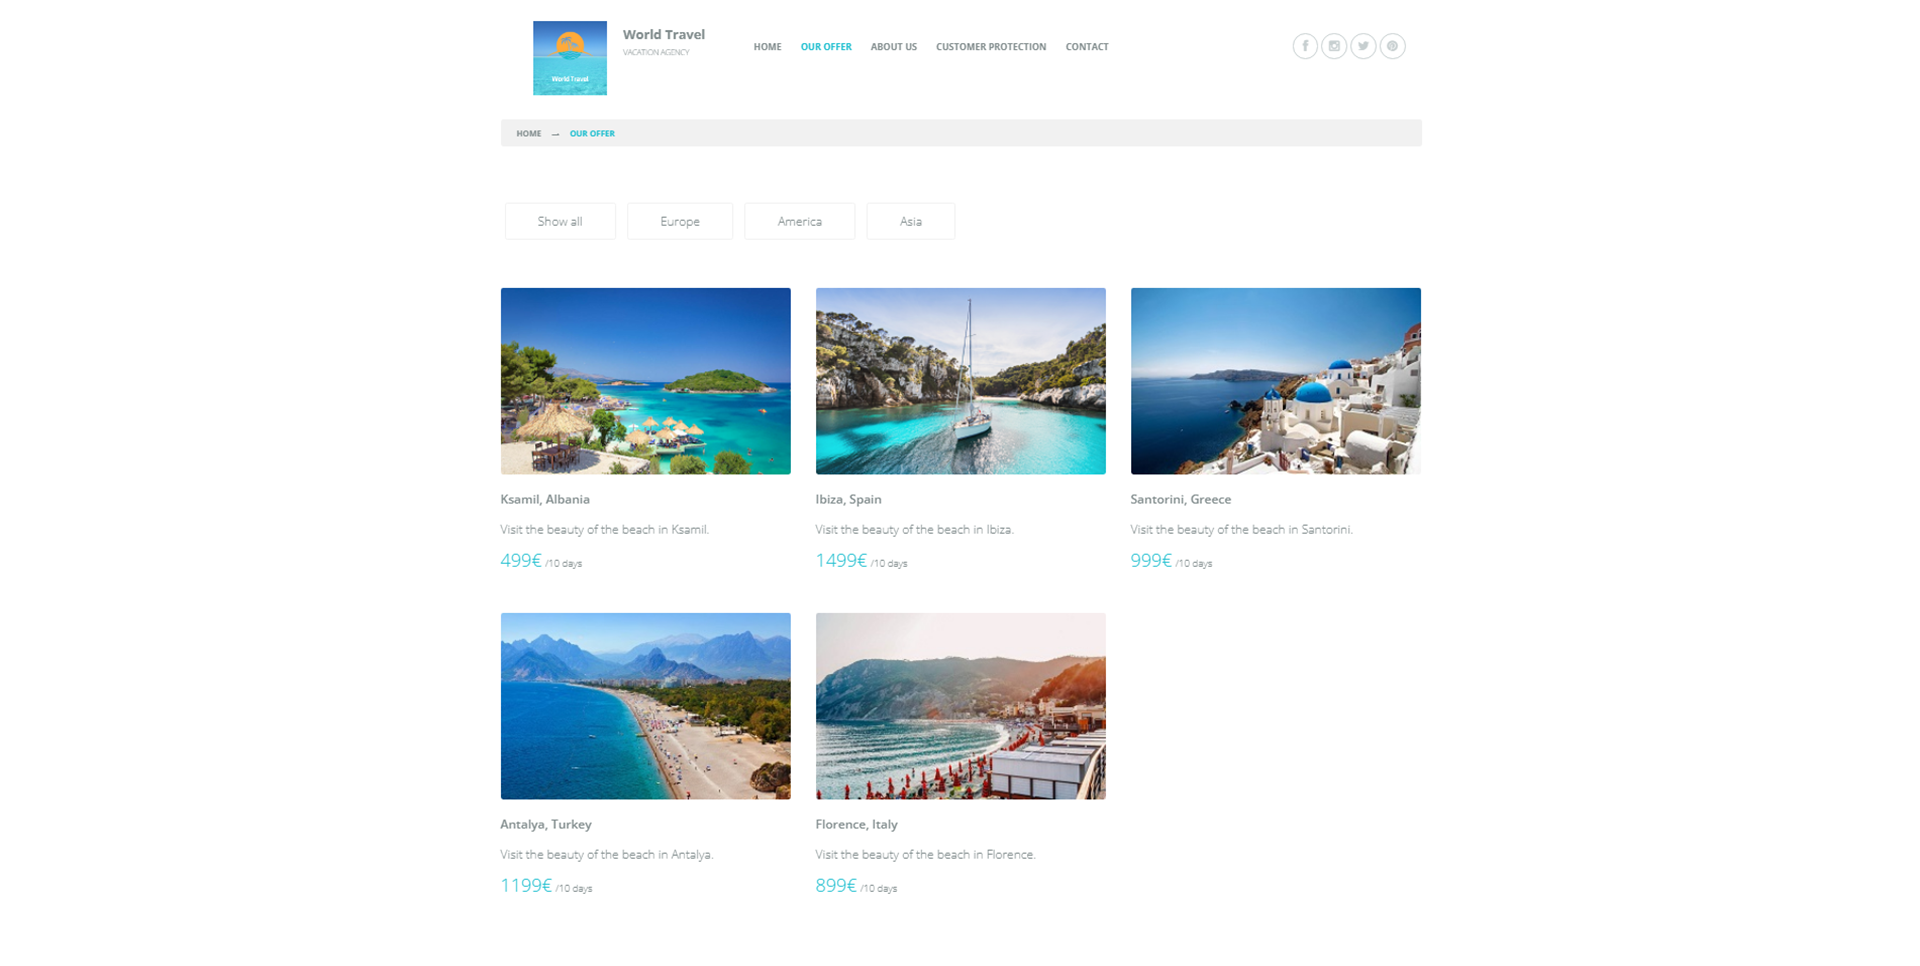 World Travel
VACATION AGENCY
World Travel
HOME OUR OFFER ABOUT US CUSTOMER PROTECTION CONTACT
HOME → OUR OFFER
Show all Europe America Asia
Ksamil, Albania
Visit the beauty of the beach in Ksamil.
499€ /10 days
Ibiza, Spain
Visit the beauty of the beach in Ibiza.
1499€ /10 days
Santorini, Greece
Visit the beauty of the beach in Santorini.
999€ /10 days
Antalya, Turkey
Visit the beauty of the beach in Antalya.
1199€ /10 days
Florence, Italy
Visit the beauty of the beach in Florence.
899€ /10 days